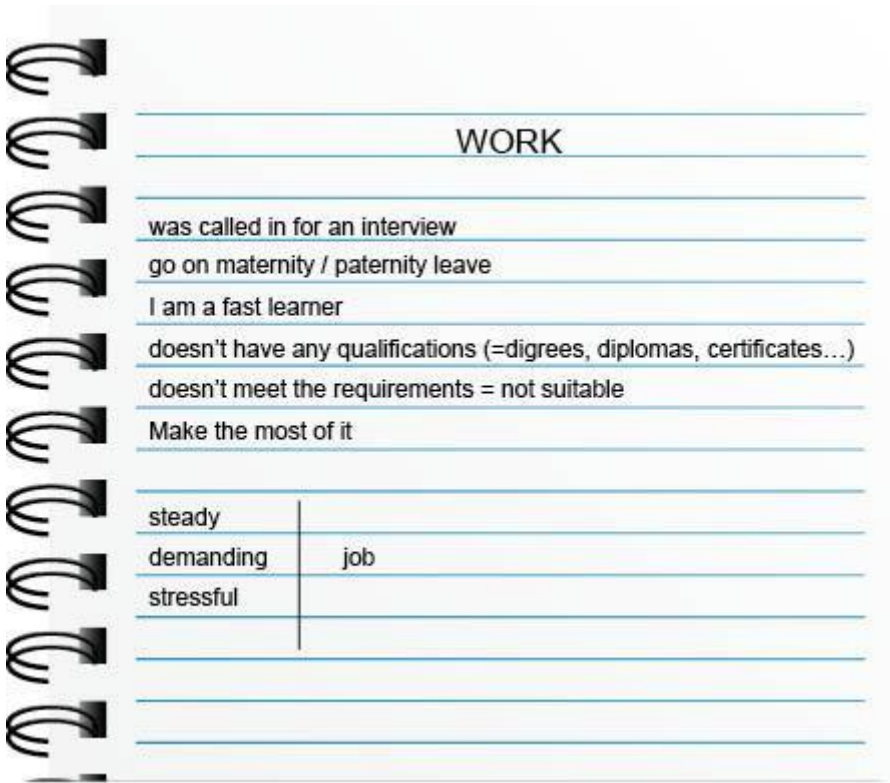 WORK
was called in for an interview
go on maternity / paternity leave
I am a fast learner
doesn't have any qualifications (=digrees, diplomas, certificates...)
doesn't meet the requirements = not suitable
Make the most of it
steady
demanding job
stressful